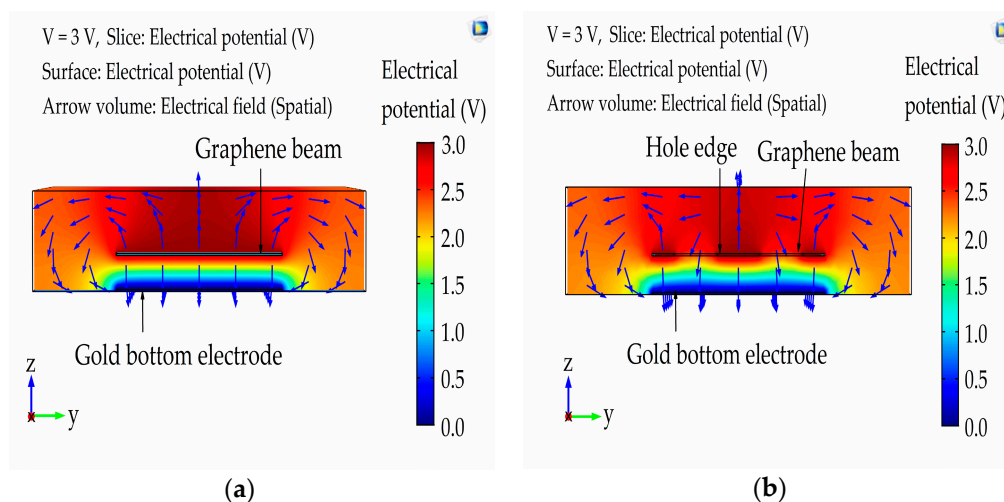 V = 3 V, Slice: Electrical potential (V)
Surface: Electrical potential (V)
Arrow volume: Electrical field (Spatial)
Electrical
potential (V)
Graphene beam
3.0
2.5
2.0
1.5
1.0
0.5
0.0
Gold bottom electrode
z
y
x
(a)
V = 3 V, Slice: Electrical potential (V)
Surface: Electrical potential (V)
Arrow volume: Electrical field (Spatial)
Electrical
potential (V)
Hole edge
Graphene beam
3.0
2.5
2.0
1.5
1.0
0.5
0.0
Gold bottom electrode
z
y
x
(b)